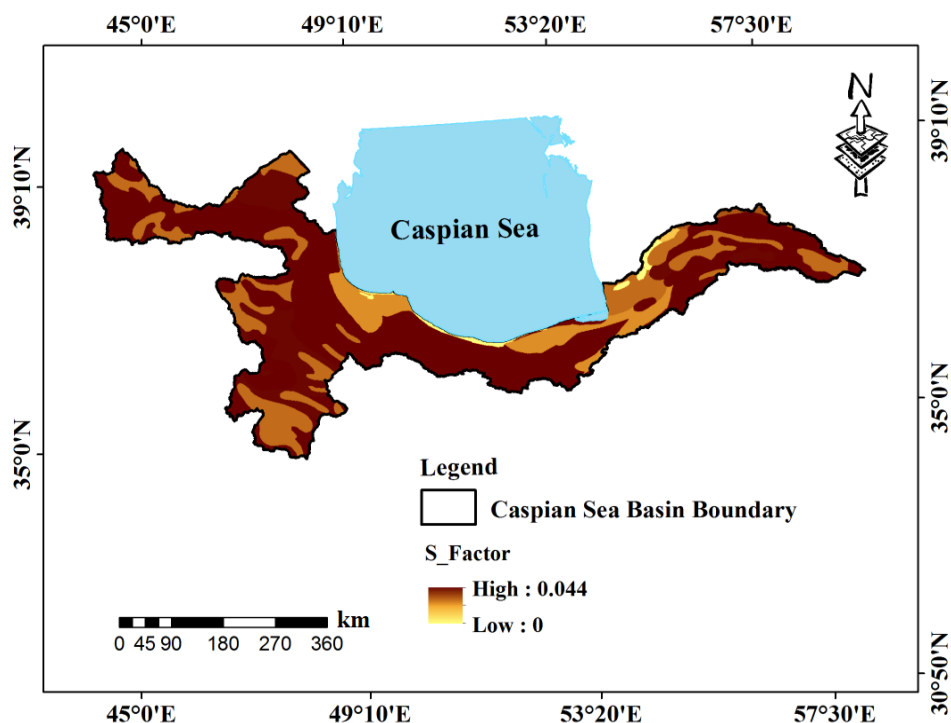 45°0'E 49°10'E 53°20'E 57°30'E
N
39°10'N
39°10'N
Caspian Sea
35°0'N
35°0'N
Legend
Caspian Sea Basin Boundary
S_Factor
High : 0.044
Low : 0
km
0 45 90 180 270 360
30°50'N
45°0'E 49°10'E 53°20'E 57°30'E